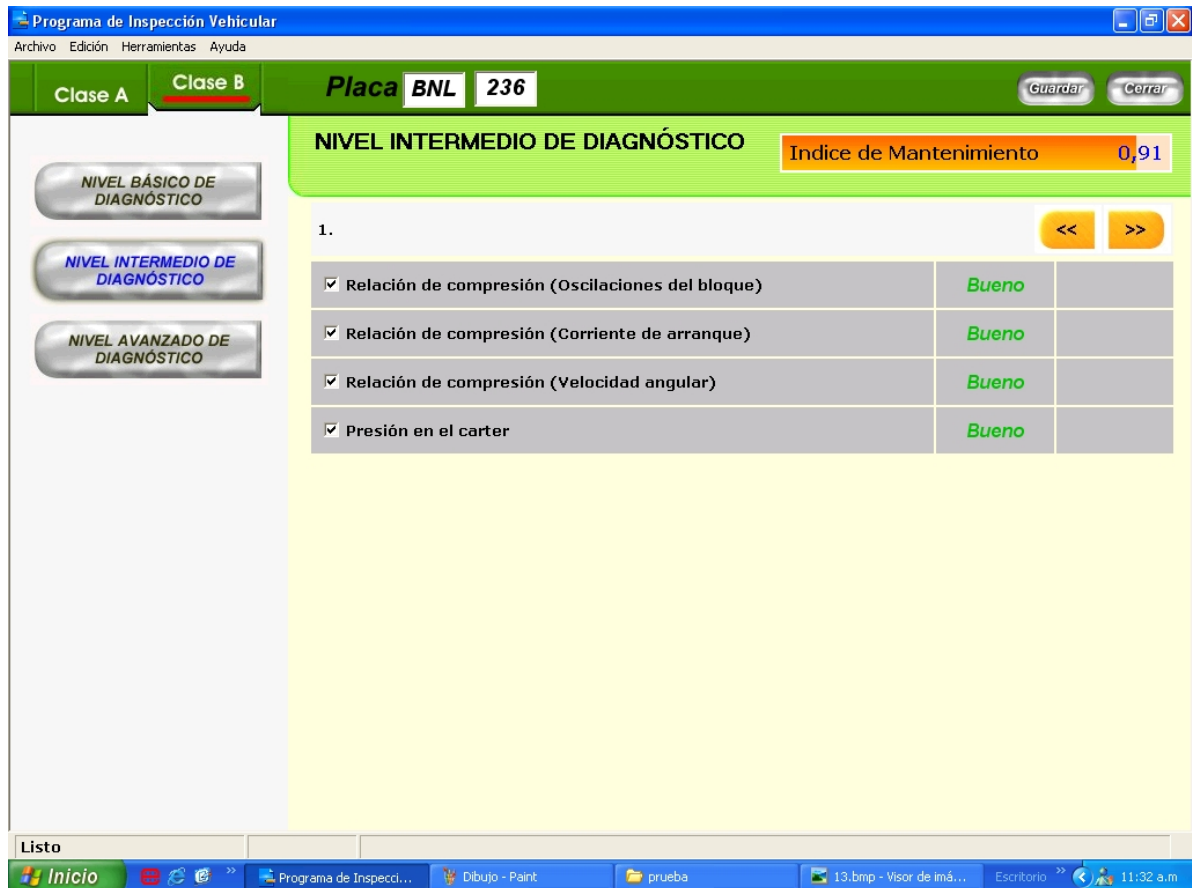 Programa de Inspección Vehicular
Archivo Edición Herramientas Ayuda
Clase A
Clase B
Placa BNL 236
Guardar
Cerrar
NIVEL INTERMEDIO DE DIAGNÓSTICO
Indice de Mantenimiento 0,91
NIVEL BÁSICO DE
DIAGNÓSTICO
NIVEL INTERMEDIO DE
DIAGNÓSTICO
NIVEL AVANZADO DE
DIAGNÓSTICO
1.
<< >>
Relación de compresión (Oscilaciones del bloque) Bueno
Relación de compresión (Corriente de arranque) Bueno
Relación de compresión (Velocidad angular) Bueno
Presión en el carter Bueno
Listo
Inicio
Programa de Inspecci...
Dibujo - Paint
prueba
13.bmp - Visor de imá...
Escritorio
11:32 a.m